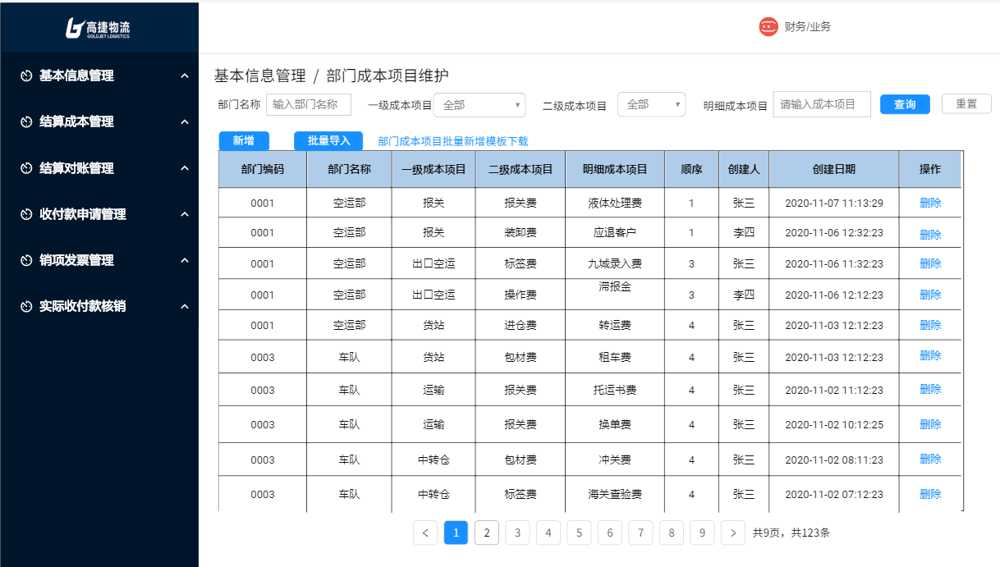 高捷物流
GOLDJET LOGISTICS
财务/业务
基本信息管理
结算成本管理
结算对账管理
收付款申请管理
销项发票管理
实际收付款核销
基本信息管理 / 部门成本项目维护
部门名称 输入部门名称 一级成本项目 全部 二级成本项目 全部 明细成本项目 请输入成本项目 查询 重置
新增 批量导入 部门成本项目批量新增模板下载
部门编码 部门名称 一级成本项目 二级成本项目 明细成本项目 顺序 创建人 创建日期 操作
0001 空运部 报关 报关费 液体处理费 1 张三 2020-11-07 11:13:29 删除
0001 空运部 报关 装卸费 应退客户 1 李四 2020-11-06 12:32:23 删除
0001 空运部 出口空运 标签费 九城录入费 3 张三 2020-11-06 11:32:23 删除
0001 空运部 出口空运 操作费 滞报金 3 李四 2020-11-06 12:12:23 删除
0001 空运部 货站 进仓费 转运费 4 张三 2020-11-03 12:12:23 删除
0003 车队 货站 包材费 租车费 4 张三 2020-11-03 12:12:23 删除
0003 车队 运输 报关费 托运书费 4 张三 2020-11-02 11:12:23 删除
0003 车队 运输 报关费 换单费 4 张三 2020-11-02 10:12:25 删除
0003 车队 中转仓 包材费 冲关费 4 张三 2020-11-02 08:11:23 删除
0003 车队 中转仓 标签费 海关查验费 4 张三 2020-11-02 07:12:23 删除
< 1 2 3 4 5 6 7 8 9 > 共9页，共123条